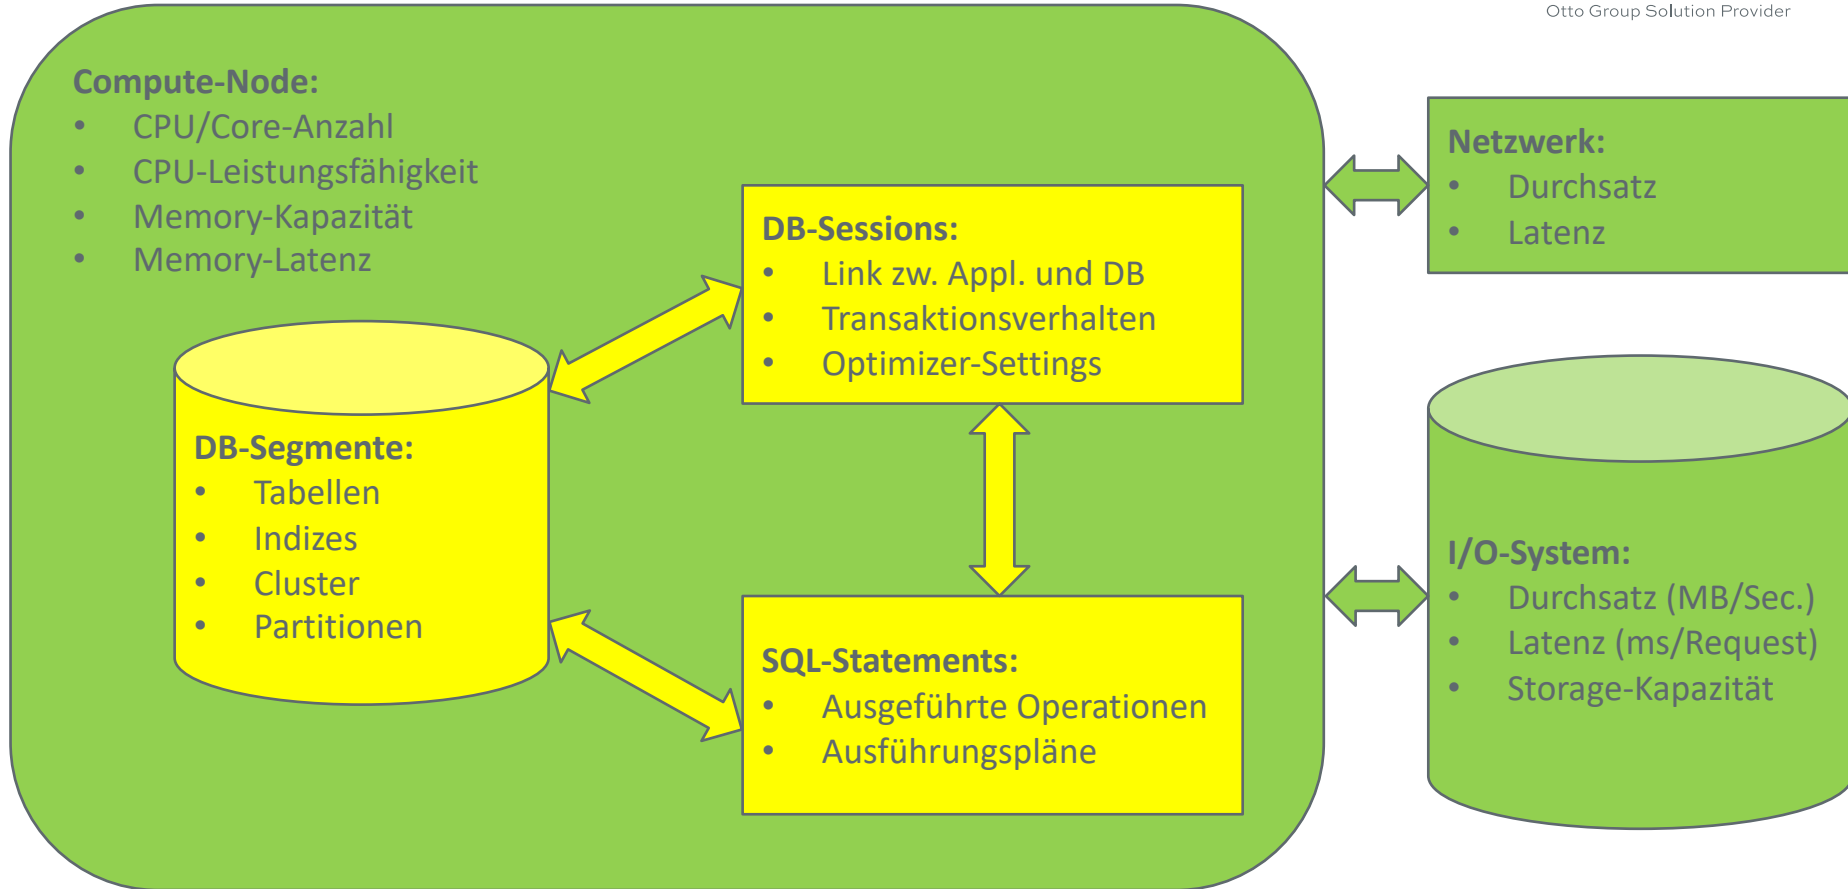 Otto Group Solution Provider
Compute-Node:
• CPU/Core-Anzahl
• CPU-Leistungsfähigkeit
• Memory-Kapazität
• Memory-Latenz
DB-Segmente:
• Tabellen
• Indizes
• Cluster
• Partitionen
DB-Sessions:
• Link zw. Appl. und DB
• Transaktionsverhalten
• Optimizer-Settings
SQL-Statements:
• Ausgeführte Operationen
• Ausführungspläne
Netzwerk:
• Durchsatz
• Latenz
I/O-System:
• Durchsatz (MB/Sec.)
• Latenz (ms/Request)
• Storage-Kapazität